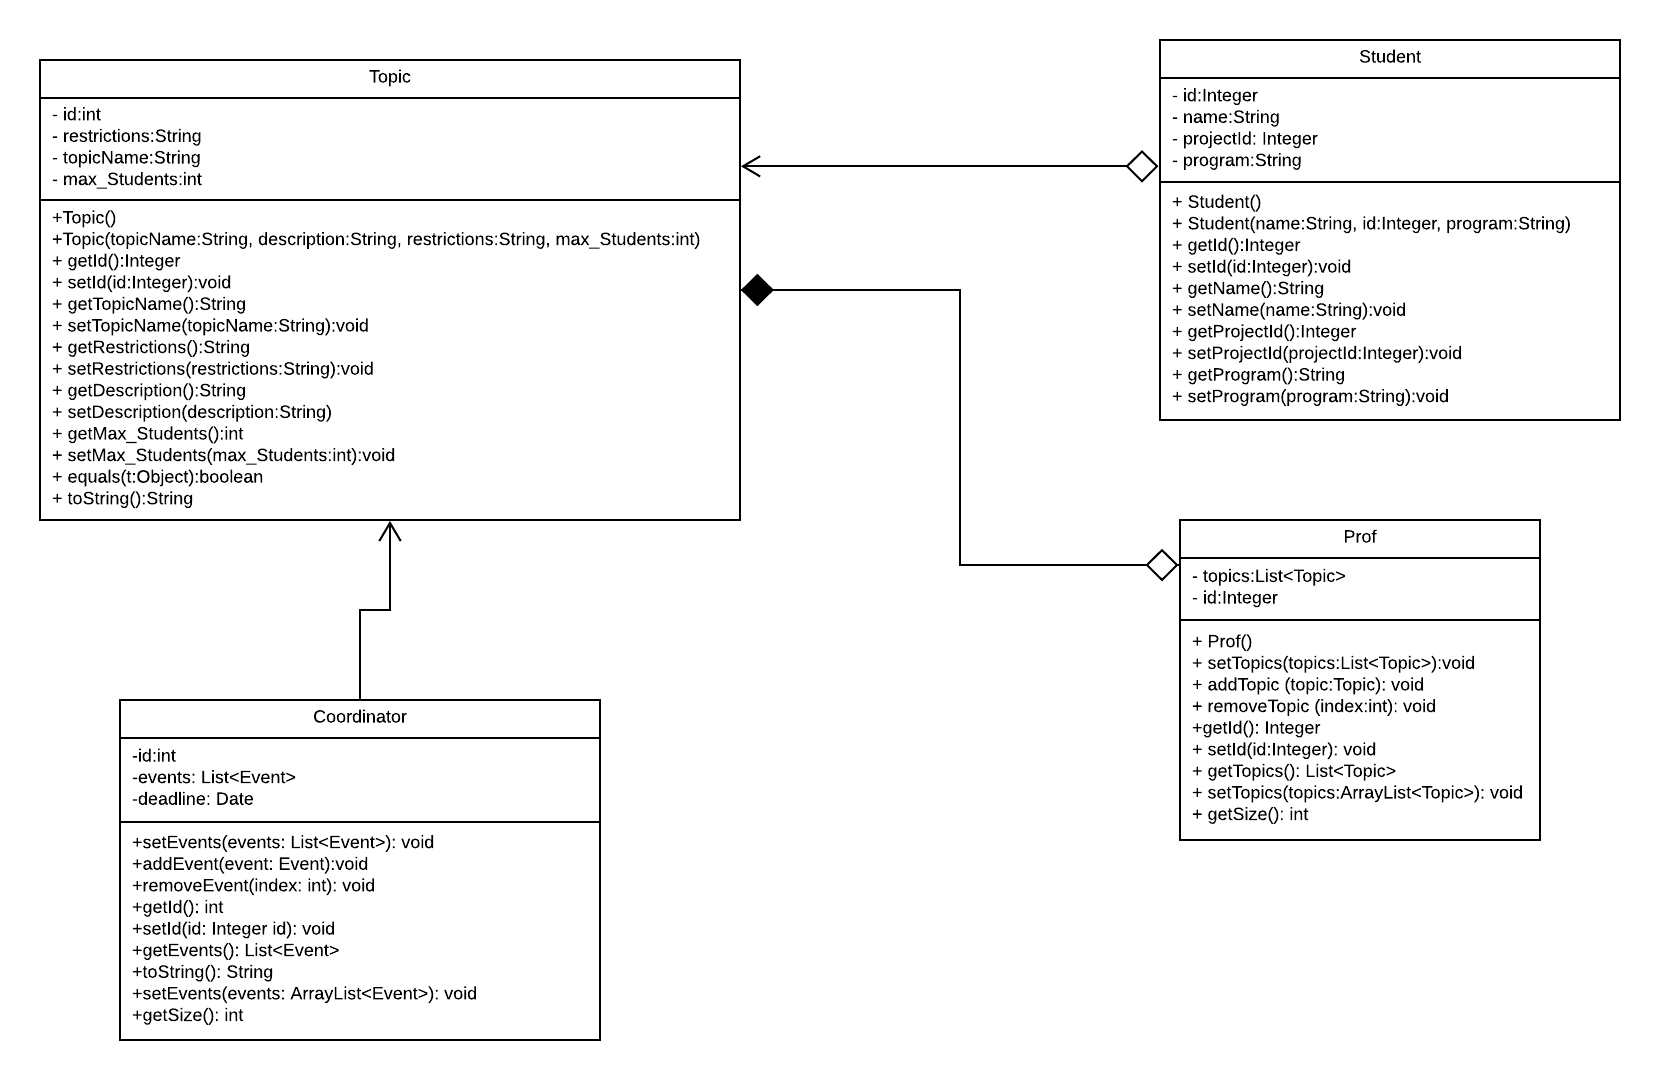 Topic
- id:int
- restrictions:String
- topicName:String
- max_Students:int
+Topic()
+Topic(topicName:String, description:String, restrictions:String, max_Students:int)
+ getId():Integer
+ setId(id:Integer):void
+ getTopicName():String
+ setTopicName(topicName:String):void
+ getRestrictions():String
+ setRestrictions(restrictions:String):void
+ getDescription():String
+ setDescription(description:String)
+ getMax_Students():int
+ setMax_Students(max_Students:int):void
+ equals(t:Object):boolean
+ toString():String
Student
- id:Integer
- name:String
- projectId: Integer
- program:String
+ Student()
+ Student(name:String, id:Integer, program:String)
+ getId():Integer
+ setId(id:Integer):void
+ getName():String
+ setName(name:String):void
+ getProjectId():Integer
+ setProjectId(projectId:Integer):void
+ getProgram():String
+ setProgram(program:String):void
Prof
- topics:List<Topic>
- id:Integer
+ Prof()
+ setTopics(topics:List<Topic>):void
+ addTopic (topic:Topic): void
+ removeTopic (index:int): void
+getId(): Integer
+ setId(id:Integer): void
+ getTopics(): List<Topic>
+ setTopics(topics:ArrayList<Topic>): void
+ getSize(): int
Coordinator
-id:int
-events: List<Event>
-deadline: Date
+setEvents(events: List<Event>): void
+addEvent(event: Event):void
+removeEvent(index: int): void
+getId(): int
+setId(id: Integer id): void
+getEvents(): List<Event>
+toString(): String
+setEvents(events: ArrayList<Event>): void
+getSize(): int